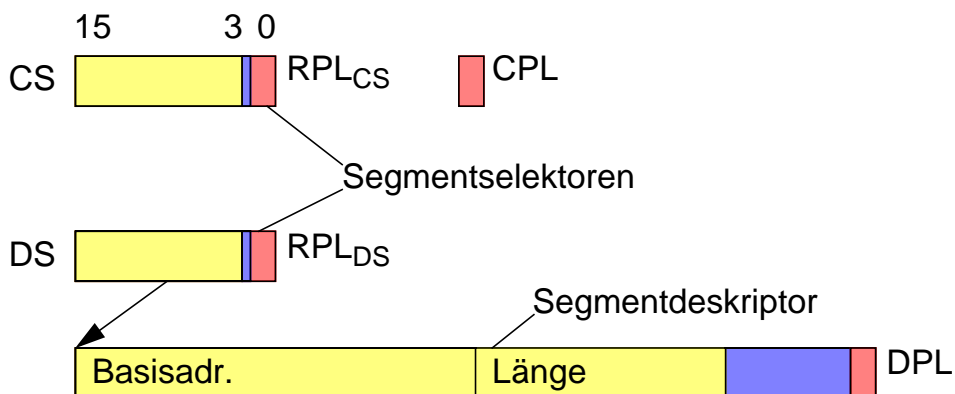 15 3 0
CS RPLCS CPL
Segmentselektoren
DS RPLDS
Segmentdeskriptor
Basisadr. Länge DPL